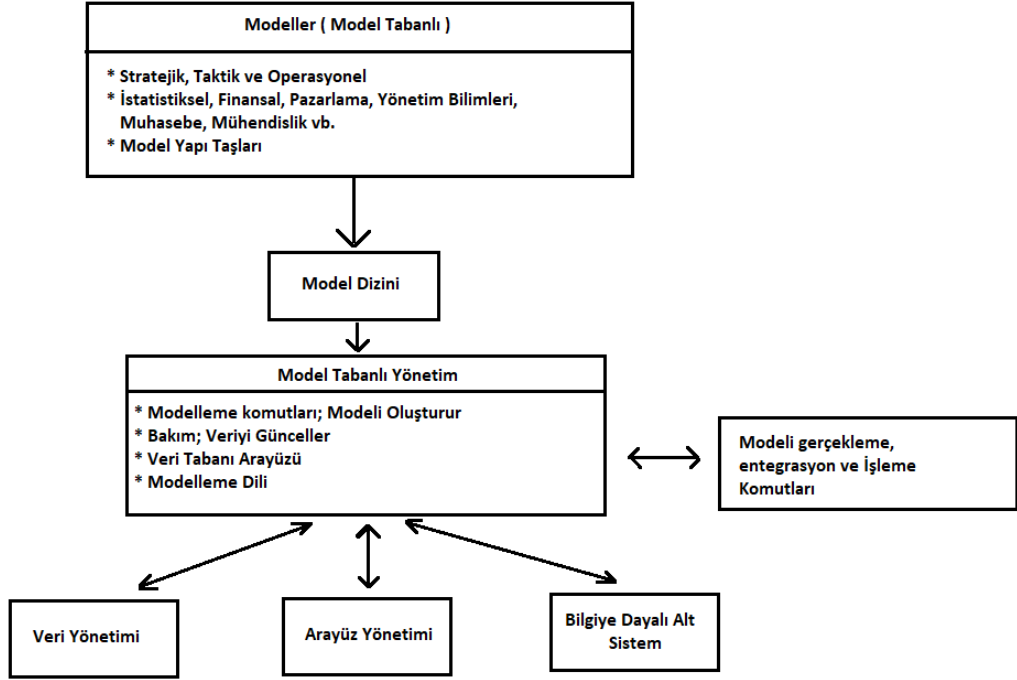 Modeller ( Model Tabanlı )
* Stratejik, Taktik ve Operasyonel
* İstatistiksel, Finansal, Pazarlama, Yönetim Bilimleri,
Muhasebe, Mühendislik vb.
* Model Yapı Taşları
Model Dizini
Model Tabanlı Yönetim
* Modelleme komutları; Modeli Oluşturur
* Bakım; Veriyi Günceller
* Veri Tabanı Arayüzü
* Modelleme Dili
Modeli gerçekleme,
entegrasyon ve İşleme
Komutları
Veri Yönetimi
Arayüz Yönetimi
Bilgiye Dayalı Alt
Sistem